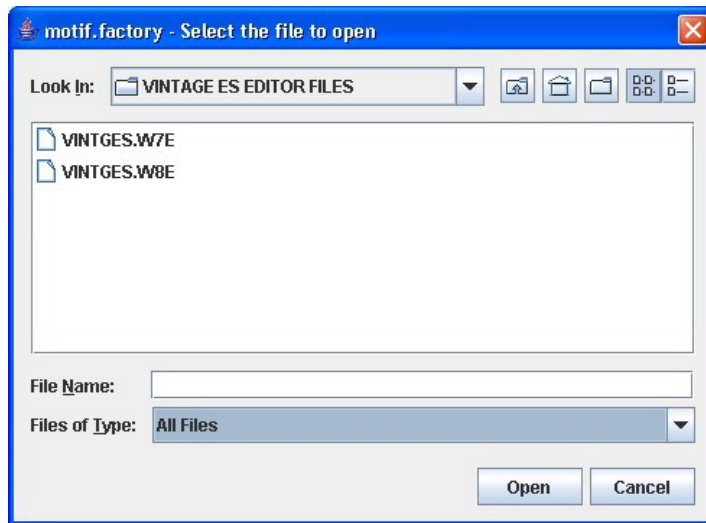 motif.factory - Select the file to open
Look In: VINTAGE ES EDITOR FILES
VINTGES.W7E
VINTGES.W8E
File Name:
Files of Type: All Files
Open Cancel